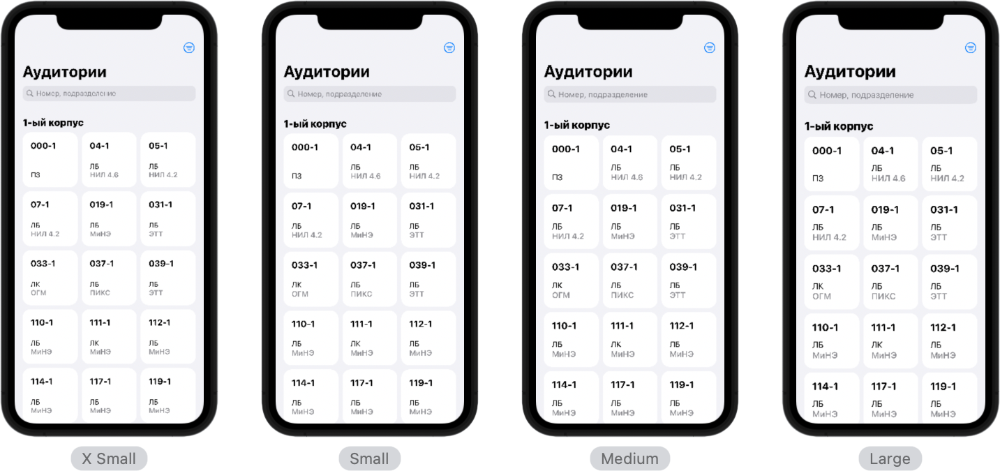 Аудитории
Номер, подразделение
1-ый корпус
000-1 04-1 05-1
ЛБ ЛБ
ПЗ НИЛ 4.6 НИЛ 4.2
07-1 019-1 031-1
ЛБ ЛБ ЛБ
НИЛ 4.2 МиНЭ ЭТТ
033-1 037-1 039-1
ЛК ЛБ ЛБ
ОГМ ПИКС ЭТТ
110-1 111-1 112-1
ЛБ ЛК ЛБ
МиНЭ МиНЭ МиНЭ
114-1 117-1 119-1
ЛБ ЛБ ЛБ
МиНЭ МиНЭ МиНЭ
X Small
Аудитории
Номер, подразделение
1-ый корпус
000-1 04-1 05-1
ЛБ ЛБ
ПЗ НИЛ 4.6 НИЛ 4.2
07-1 019-1 031-1
ЛБ ЛБ ЛБ
НИЛ 4.2 МиНЭ ЭТТ
033-1 037-1 039-1
ЛК ЛБ ЛБ
ОГМ ПИКС ЭТТ
110-1 111-1 112-1
ЛБ ЛК ЛБ
МиНЭ МиНЭ МиНЭ
114-1 117-1 119-1
ЛБ ЛБ ЛБ
МиНЭ МиНЭ МиНЭ
Small
Аудитории
Номер, подразделение
1-ый корпус
000-1 04-1 05-1
ЛБ ЛБ
ПЗ НИЛ 4.6 НИЛ 4.2
07-1 019-1 031-1
ЛБ ЛБ ЛБ
НИЛ 4.2 МиНЭ ЭТТ
033-1 037-1 039-1
ЛК ЛБ ЛБ
ОГМ ПИКС ЭТТ
110-1 111-1 112-1
ЛБ ЛК ЛБ
МиНЭ МиНЭ МиНЭ
114-1 117-1 119-1
ЛБ ЛБ ЛБ
МиНЭ МиНЭ МиНЭ
Medium
Аудитории
Номер, подразделение
1-ый корпус
000-1 04-1 05-1
ЛБ ЛБ
ПЗ НИЛ 4.6 НИЛ 4.2
07-1 019-1 031-1
ЛБ ЛБ ЛБ
НИЛ 4.2 МиНЭ ЭТТ
033-1 037-1 039-1
ЛК ЛБ ЛБ
ОГМ ПИКС ЭТТ
110-1 111-1 112-1
ЛБ ЛК ЛБ
МиНЭ МиНЭ МиНЭ
114-1 117-1 119-1
ЛБ ЛБ ЛБ
МиНЭ МиНЭ МиНЭ
Large